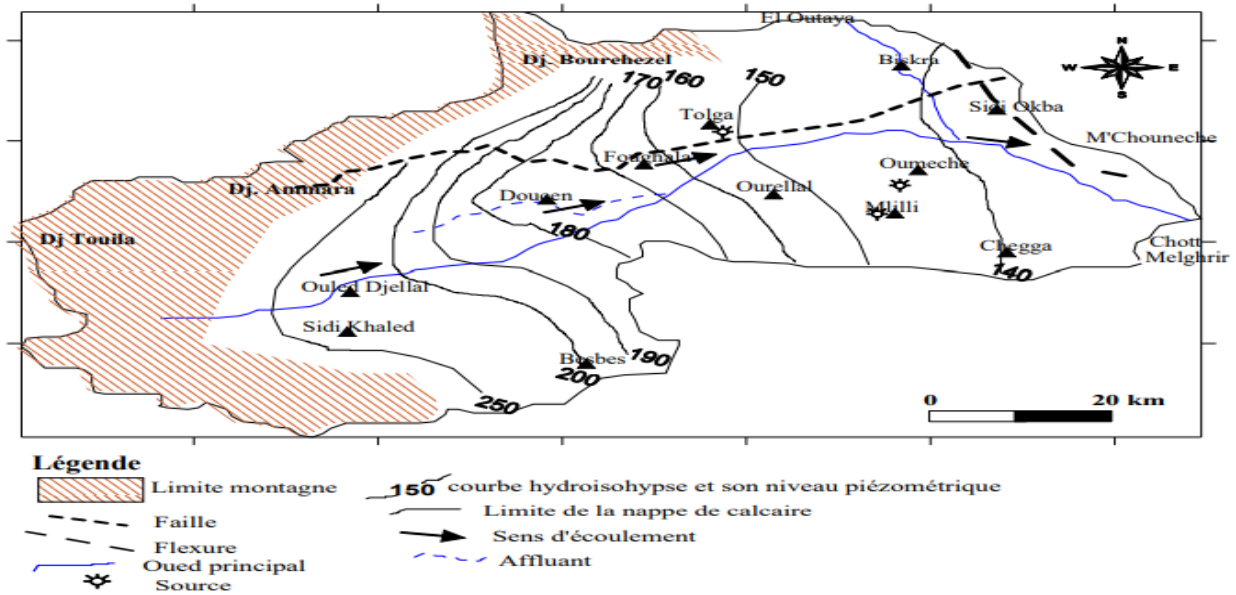 El Outaya
Dj. Bourehezel
Biskra
N
W
E
S
170
160
150
Tolga
Sidi Okba
M'Chouneche
Foughala
Oumeche
Dj. Ammara
Doucen
Ourellal
Mlilli
180
Dj Touila
Chegga
Chott
Melghrir
140
Ouled Djellal
Sidi Khaled
Besbes
190
200
250
0
20 km
Légende
Limite montagne
150
courbe hydroisohypse et son niveau piézométrique
Faille
Limite de la nappe de calcaire
Flexure
Sens d'écoulement
Oued principal
Affluant
Source